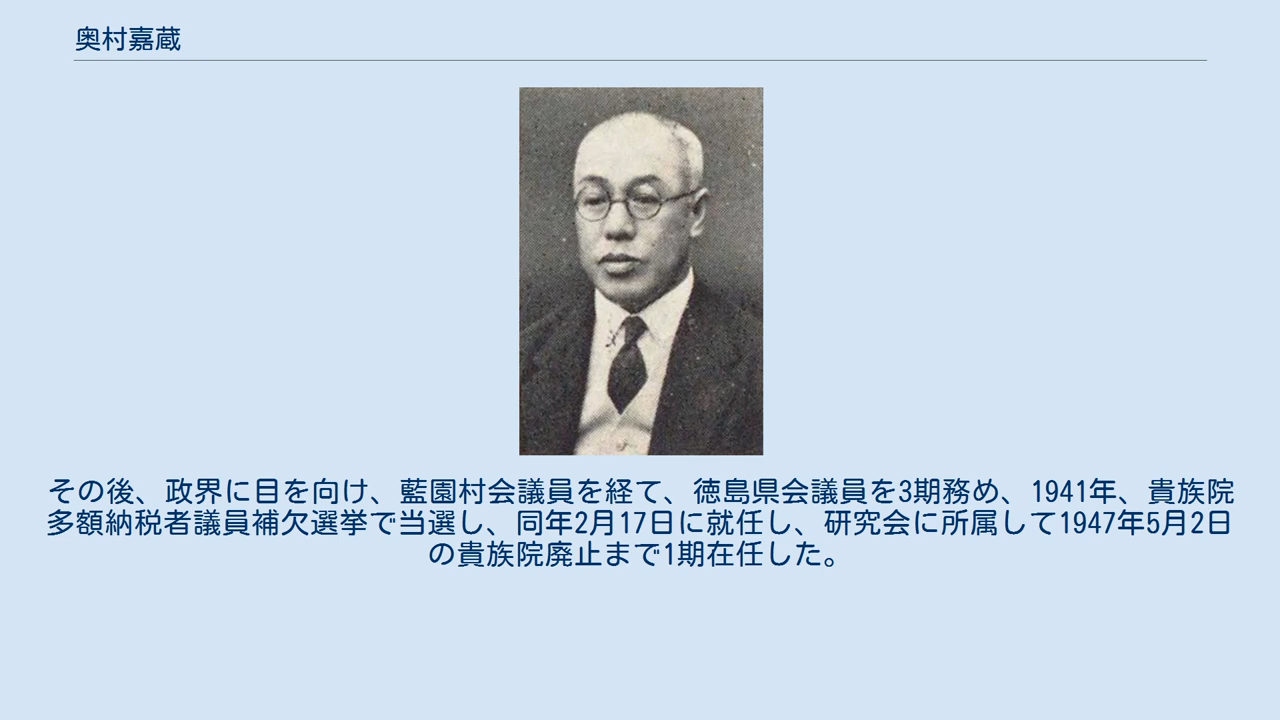 奥村嘉蔵
その後、政界に目を向け、藍園村会議員を経て、徳島県会議員を3期務め、1941年、貴族院
多額納税者議員補欠選挙で当選し、同年2月17日に就任し、研究会に所属して1947年5月2日
の貴族院廃止まで1期在任した。